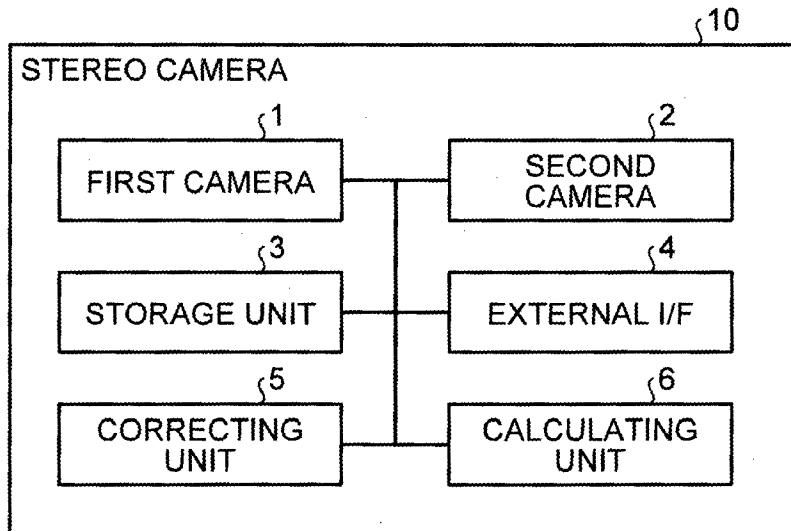 10
STEREO CAMERA
1
FIRST CAMERA
2
SECOND
CAMERA
3
STORAGE UNIT
4
EXTERNAL I/F
5
CORRECTING
UNIT
6
CALCULATING
UNIT